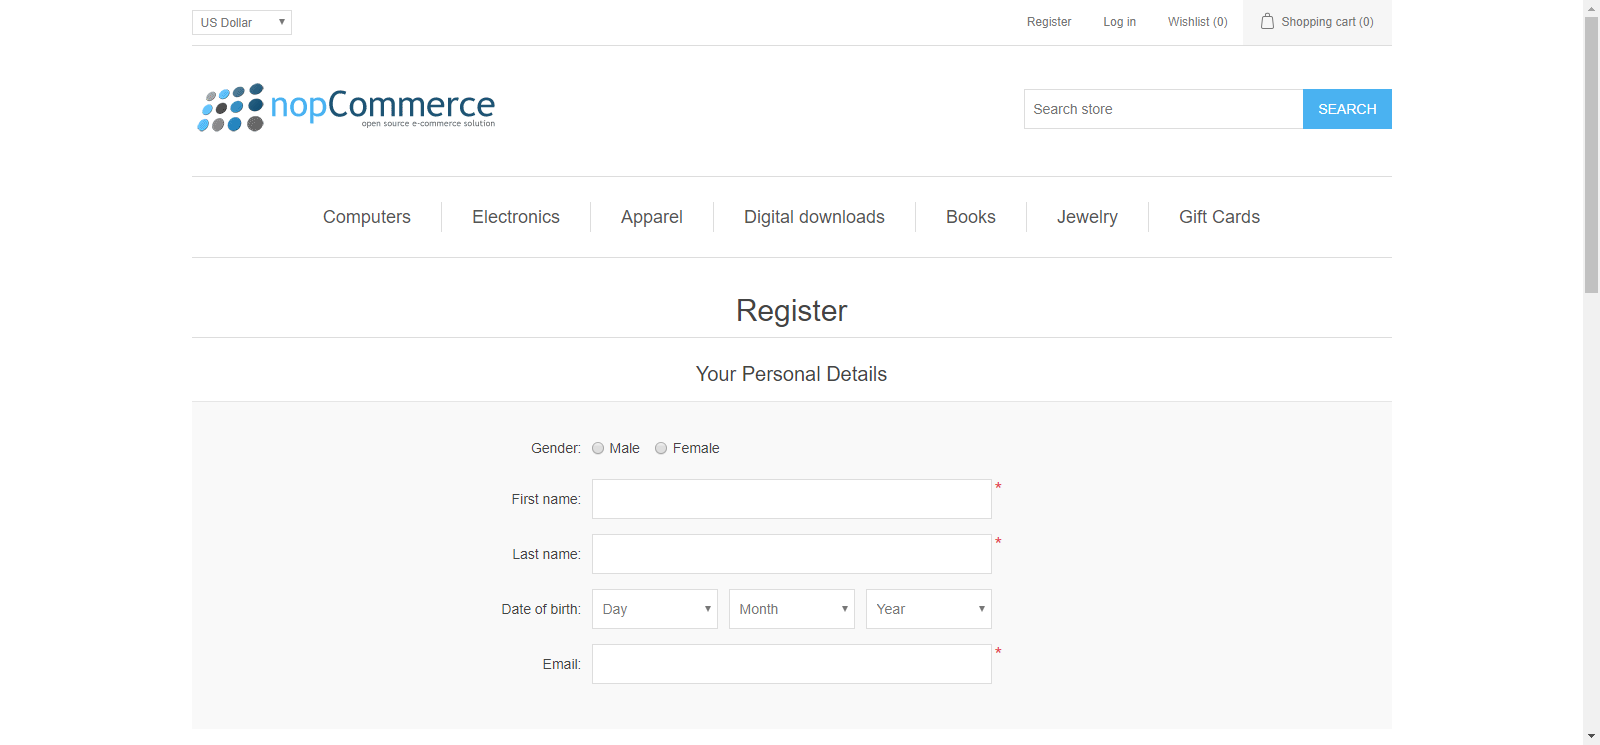 US Dollar Register Log in Wishlist (0) Shopping cart (0)
nopCommerce
open source e-commerce solution
Search store SEARCH
Computers Electronics Apparel Digital downloads Books Jewelry Gift Cards
Register
Your Personal Details
Gender: Male Female
First name: *
Last name: *
Date of birth: Day Month Year
Email: *